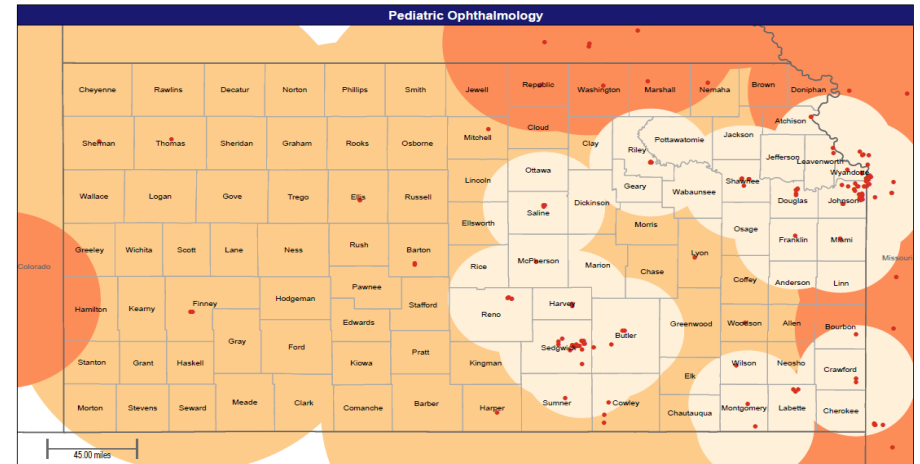 Pediatric Ophthalmology
Cheyenne Rawlins Decatur Norton Phillips Smith Jewell Republic Washington Marshall Nemaha Brown Doniphan
Atchison
Sherman Thomas Sheridan Graham Rooks Osborne Mitchell Cloud Clay Riley Pottawatomie Jackson
Jefferson Leavenworth
Wyandotte
Lincoln Ottawa Geary Wabaunsee Shawnee
Wallace Logan Gove Trego Ellis Russell Saline Dickinson Douglas Johnson
Ellsworth Morris Osage
Greeley Wichita Scott Lane Ness Rush Barton Lyon Franklin Miami
Colorado Rice McPherson Marion Chase Missouri
Hamilton Kearny Finney Hodgeman Pawnee Stafford Coffey Anderson Linn
Reno Harvey
Edwards Greenwood Woodson Allen Bourbon
Gray Ford Sedgwick Butler
Stanton Grant Haskell Kiowa Pratt Kingman Elk Wilson Neosho Crawford
Morton Stevens Seward Meade Clark Comanche Barber Harper Sumner Cowley Chautauqua Montgomery Labette Cherokee
45.00 miles